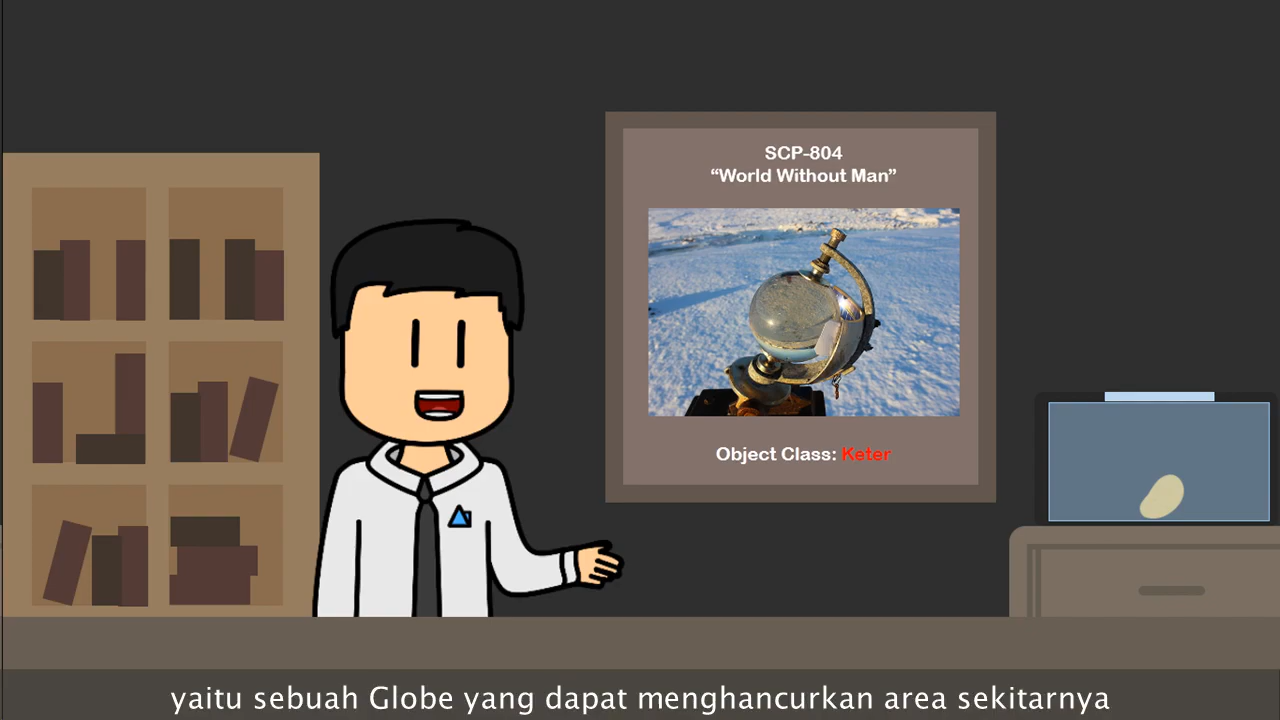 SCP-804
“World Without Man”
Object Class: Keter
yaitu sebuah Globe yang dapat menghancurkan area sekitarnya